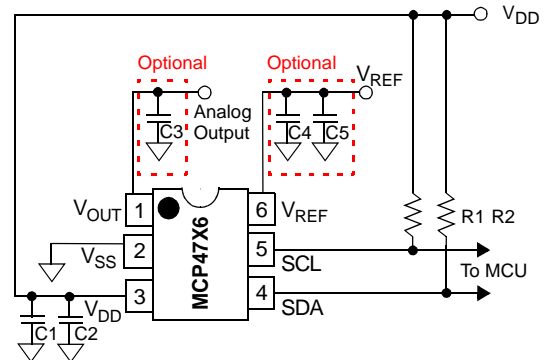 VDD
Optional
Optional
VREF
C3
Analog
Output
C4
C5
VOUT
1
6
VREF
R1 R2
MCP47X6
VSS
2
5
SCL
To MCU
VDD
3
4
SDA
C1
C2